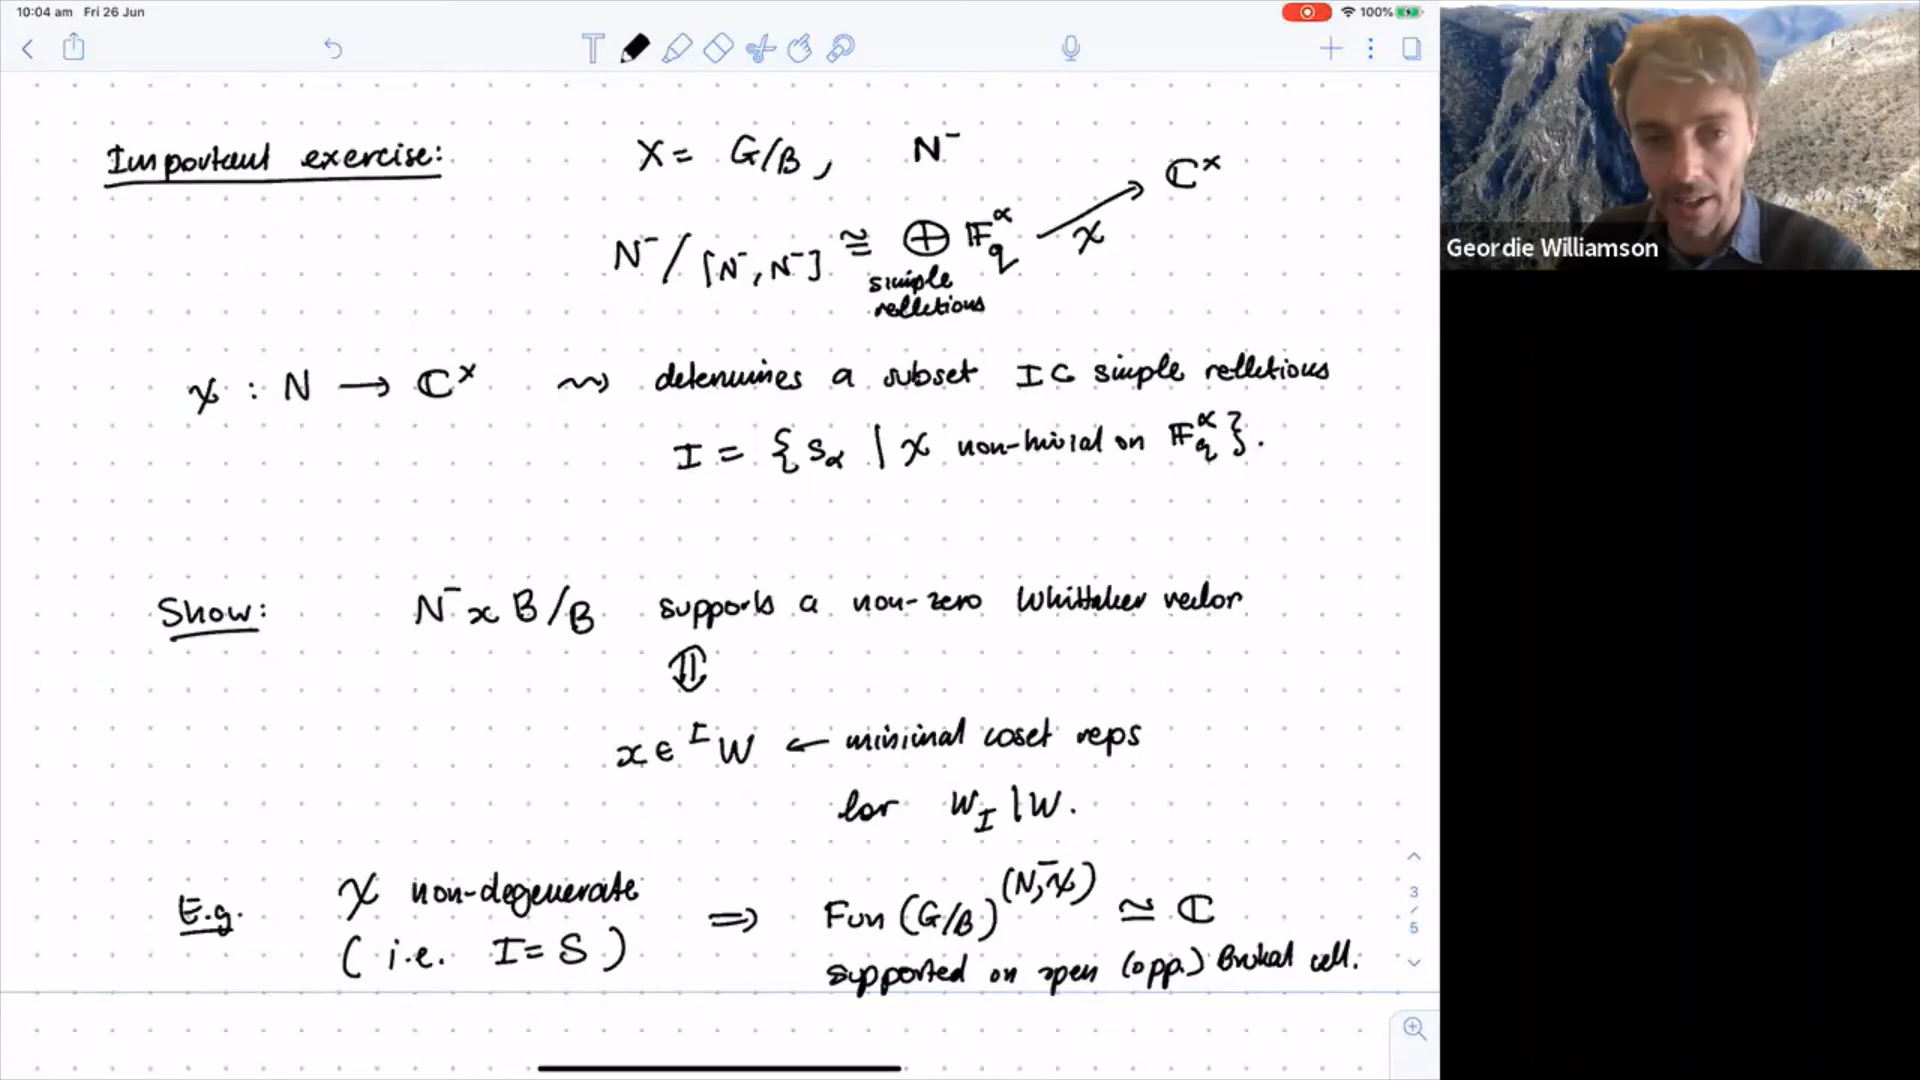 10:04 am Fri 26 Jun
100%
Important exercise: X = G/B, N⁻
N⁻/[N⁻, N⁻] ≅ ⊕ 𝔽_q^α → ℂ^×
χ
simple
reflections
χ : N → ℂ^× ⇝ determines a subset I ⊂ simple reflections
I = {s_α | χ non-trivial on 𝔽_q^α}.
Show: N⁻xB/B supports a non-zero Whittaker vector
⇕
x ∈ ^I W ← minimal coset reps
for W_I \ W.
E.g. χ non-degenerate ⇒ Fun(G/B)^(N⁻,χ) ≃ ℂ
(i.e. I = S) supported on open (opp.) Bruhat cell.
3
/
5
Geordie Williamson